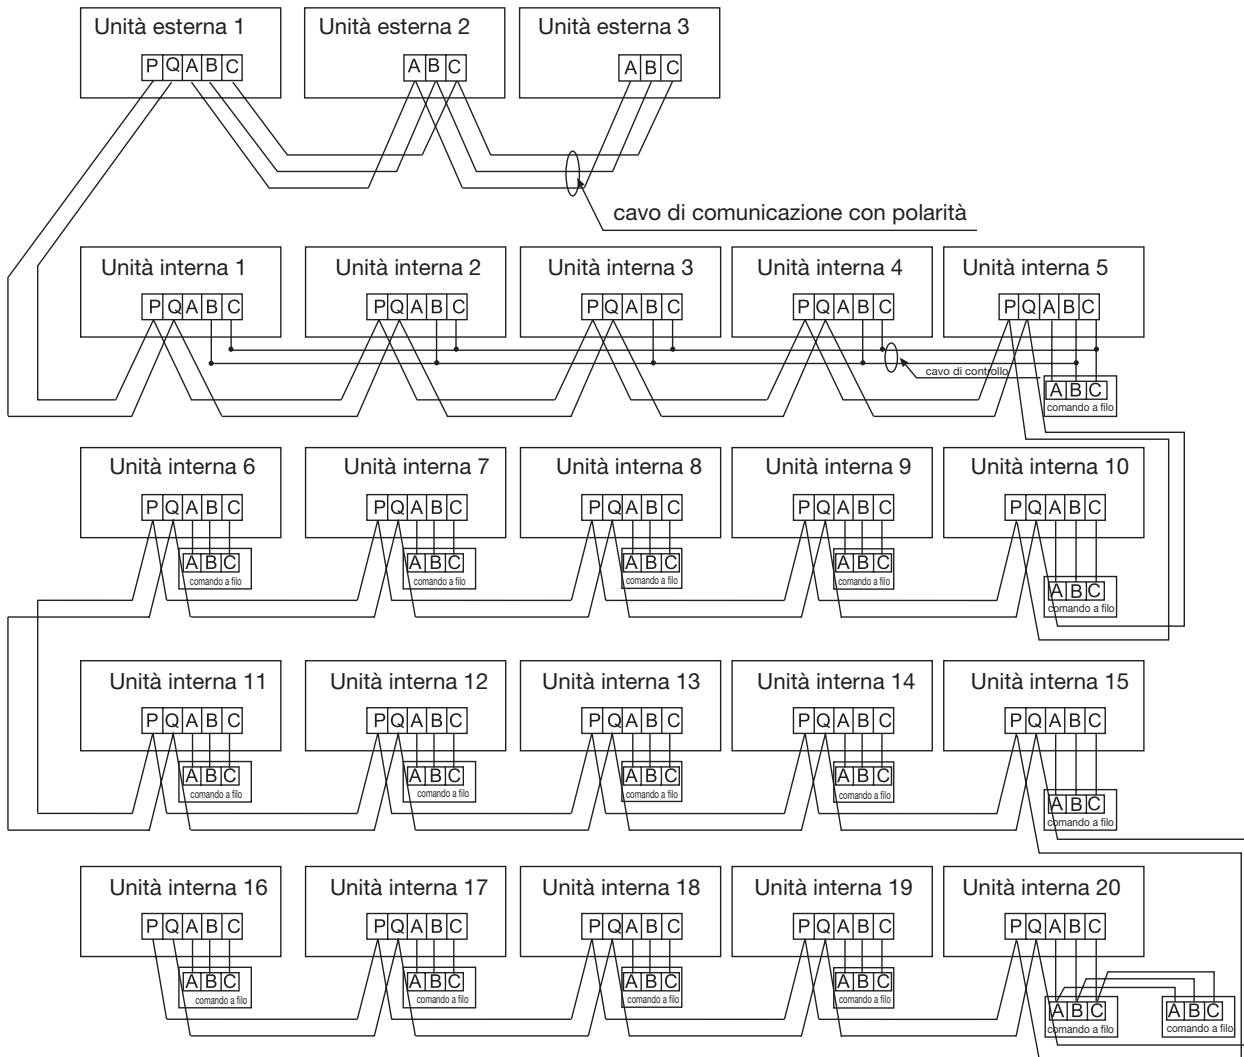 Unità esterna 1 Unità esterna 2 Unità esterna 3
P Q A B C A B C A B C
cavo di comunicazione con polarità
Unità interna 1 Unità interna 2 Unità interna 3 Unità interna 4 Unità interna 5
P Q A B C P Q A B C P Q A B C P Q A B C P Q A B C
cavo di controllo
A B C
comando a filo
Unità interna 6 Unità interna 7 Unità interna 8 Unità interna 9 Unità interna 10
P Q A B C P Q A B C P Q A B C P Q A B C P Q A B C
A B C A B C A B C A B C
comando a filo comando a filo comando a filo comando a filo
A B C
comando a filo
Unità interna 11 Unità interna 12 Unità interna 13 Unità interna 14 Unità interna 15
P Q A B C P Q A B C P Q A B C P Q A B C P Q A B C
A B C A B C A B C A B C
comando a filo comando a filo comando a filo comando a filo
A B C
comando a filo
Unità interna 16 Unità interna 17 Unità interna 18 Unità interna 19 Unità interna 20
P Q A B C P Q A B C P Q A B C P Q A B C P Q A B C
A B C A B C A B C A B C
comando a filo comando a filo comando a filo comando a filo
A B C A B C
comando a filo comando a filo